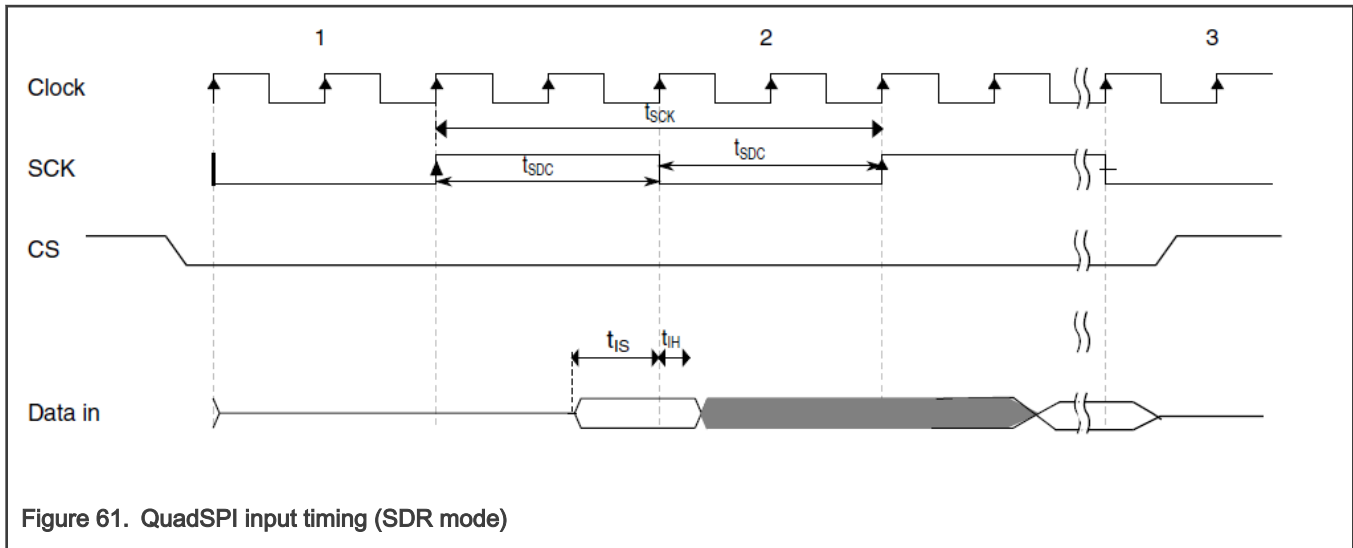 1 2 3
Clock
tSCK
SCK
tSDC
tSDC
CS
tIS
tIH
Data in
Figure 61. QuadSPI input timing (SDR mode)